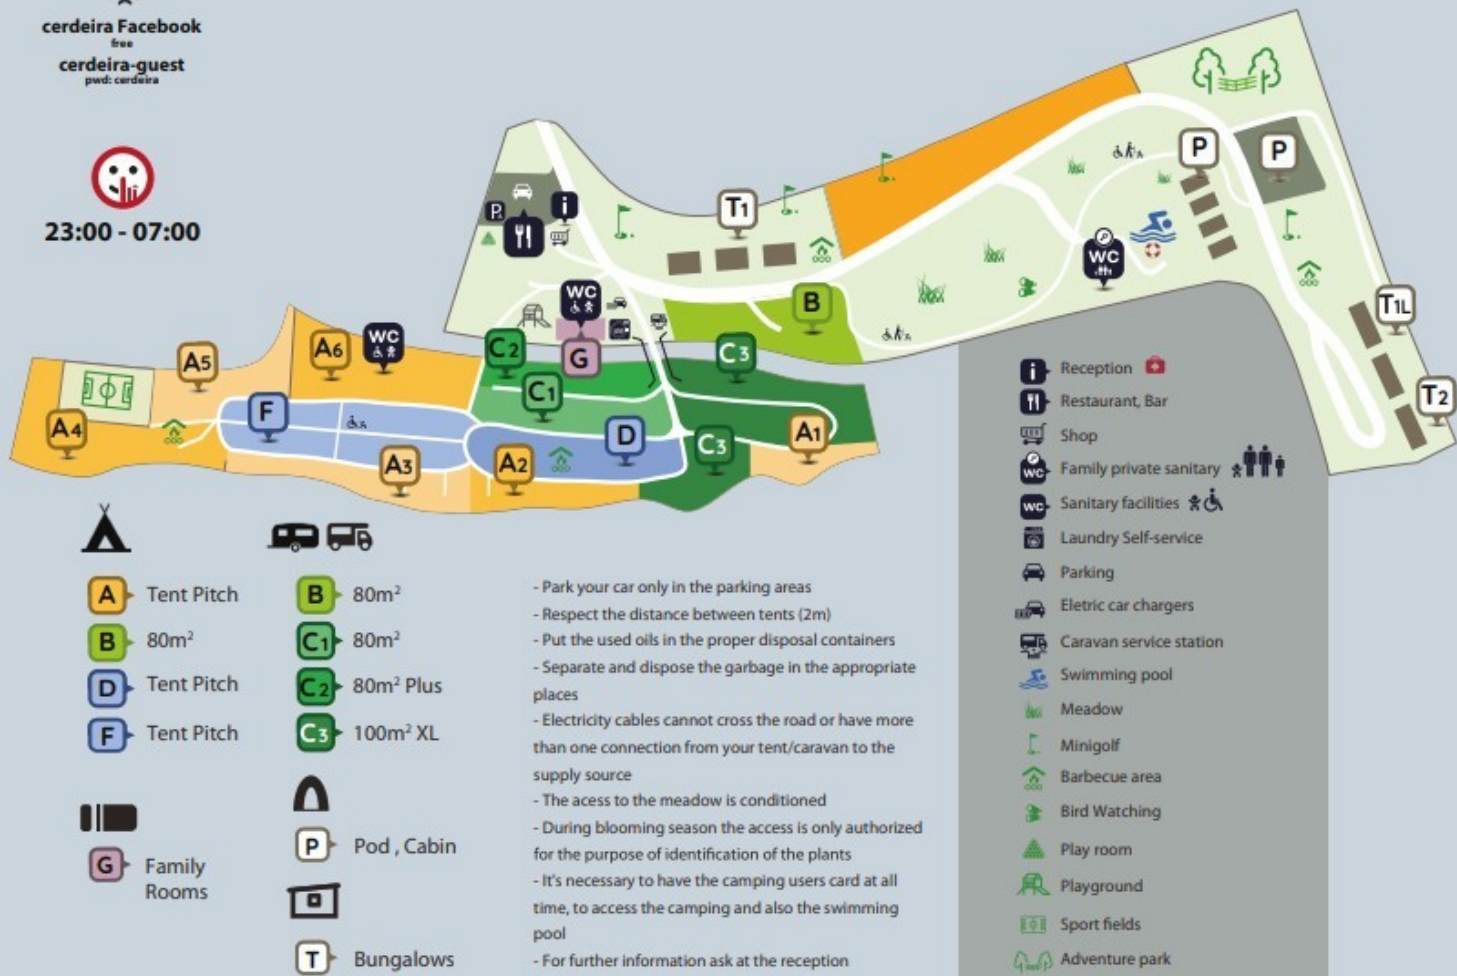 cerdeira Facebook
free
cerdeira-guest
pwd: cerdeira
23:00 - 07:00
P
i
T1
P
P
WC
WC
B
T1L
T2
A5
A6
WC
C2
G
C3
C1
A4
F
A3
A2
D
C3
A1
A Tent Pitch
B 80m²
D Tent Pitch
F Tent Pitch
G Family
Rooms
B 80m²
C1 80m²
C2 80m² Plus
C3 100m² XL
P Pod , Cabin
T Bungalows
- Park your car only in the parking areas
- Respect the distance between tents (2m)
- Put the used oils in the proper disposal containers
- Separate and dispose the garbage in the appropriate
places
- Electricity cables cannot cross the road or have more
than one connection from your tent/caravan to the
supply source
- The acess to the meadow is conditioned
- During blooming season the access is only authorized
for the purpose of identification of the plants
- It's necessary to have the camping users card at all
time, to access the camping and also the swimming
pool
- For further information ask at the reception
i Reception
Restaurant, Bar
Shop
WC Family private sanitary
WC Sanitary facilities
Laundry Self-service
Parking
Eletric car chargers
Caravan service station
Swimming pool
Meadow
Minigolf
Barbecue area
Bird Watching
Play room
Playground
Sport fields
Adventure park